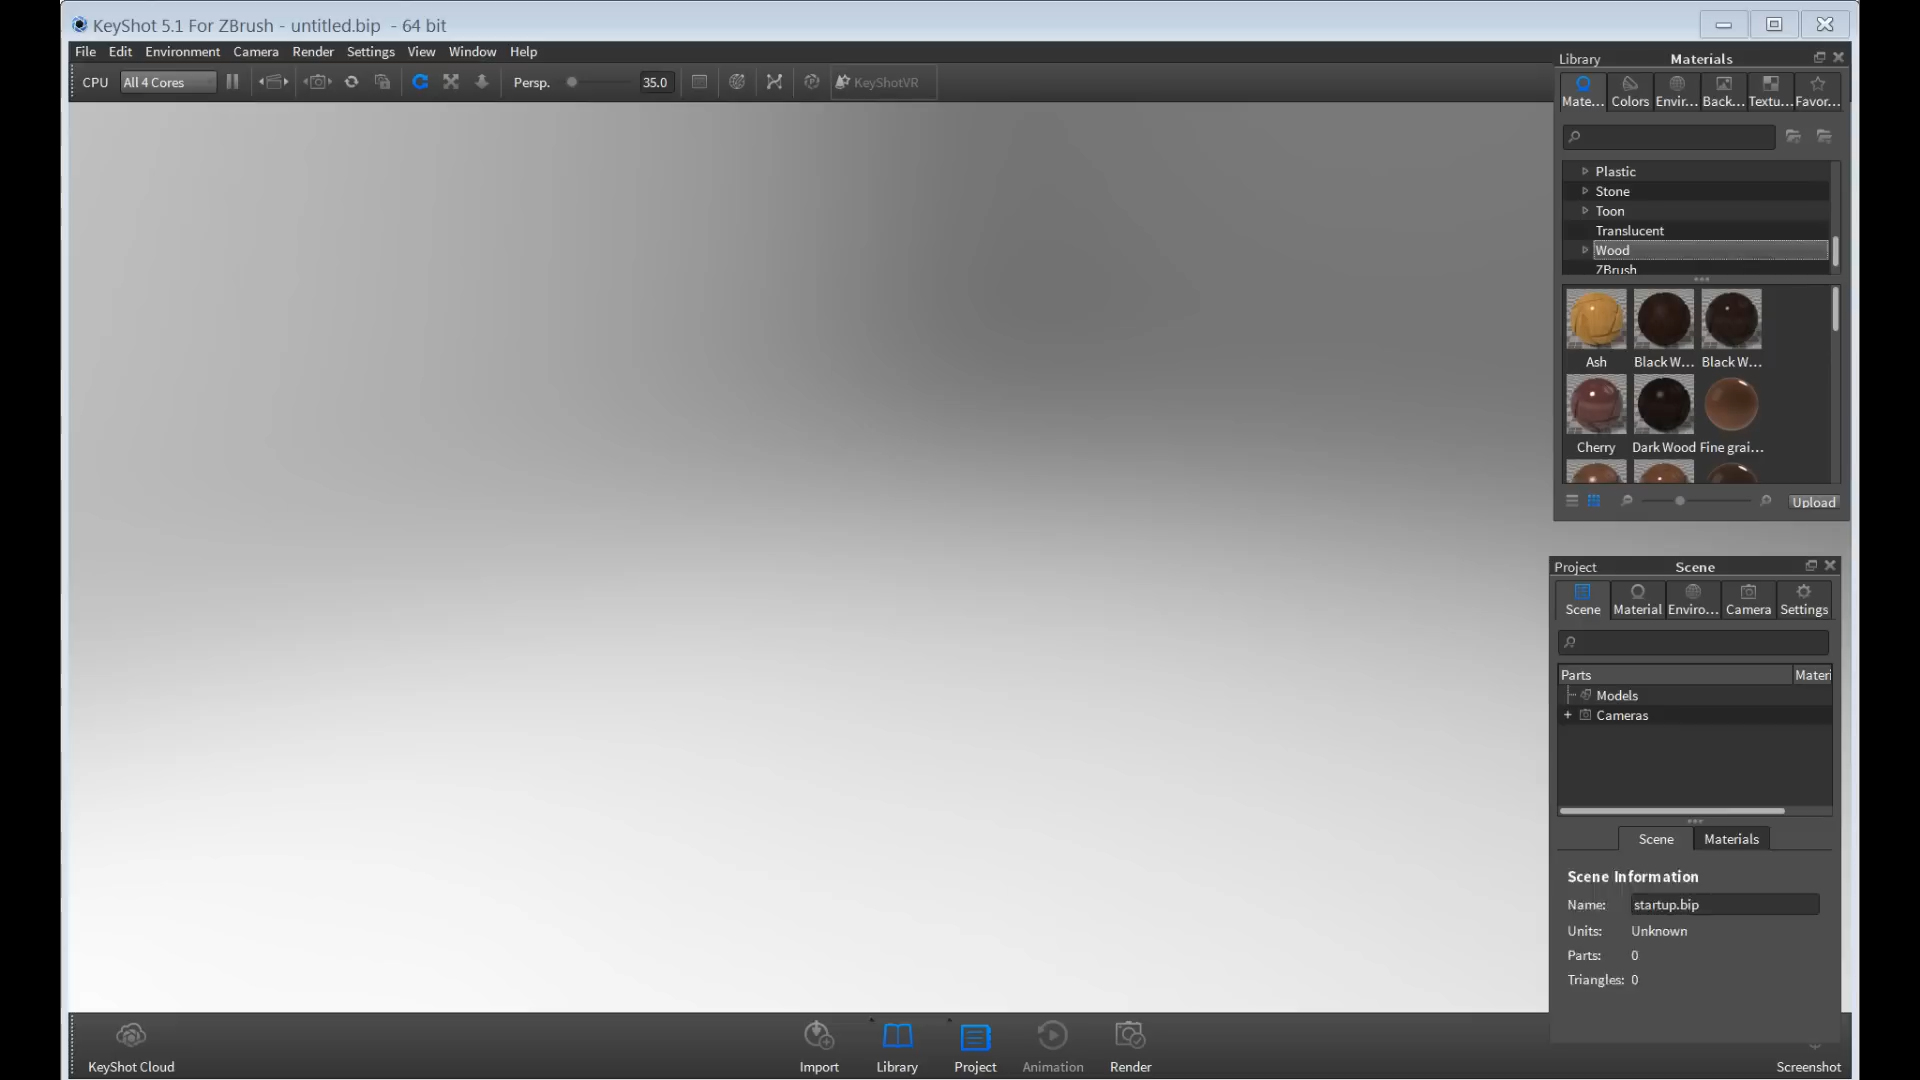 KeyShot 5.1 For ZBrush - untitled.bip - 64 bit
File Edit Environment Camera Render Settings View Window Help
CPU All 4 Cores Persp. 35.0 KeyShotVR
Library Materials
Mate... Colors Envir... Back... Textu... Favor...
Plastic
Stone
Toon
Translucent
Wood
ZBrush
Ash Black W... Black W...
Cherry Dark Wood Fine grai...
Upload
Project Scene
Scene Material Enviro... Camera Settings
Parts Materi
Models
Cameras
Scene Materials
Scene Information
Name: startup.bip
Units: Unknown
Parts: 0
Triangles: 0
KeyShot Cloud Import Library Project Animation Render Screenshot